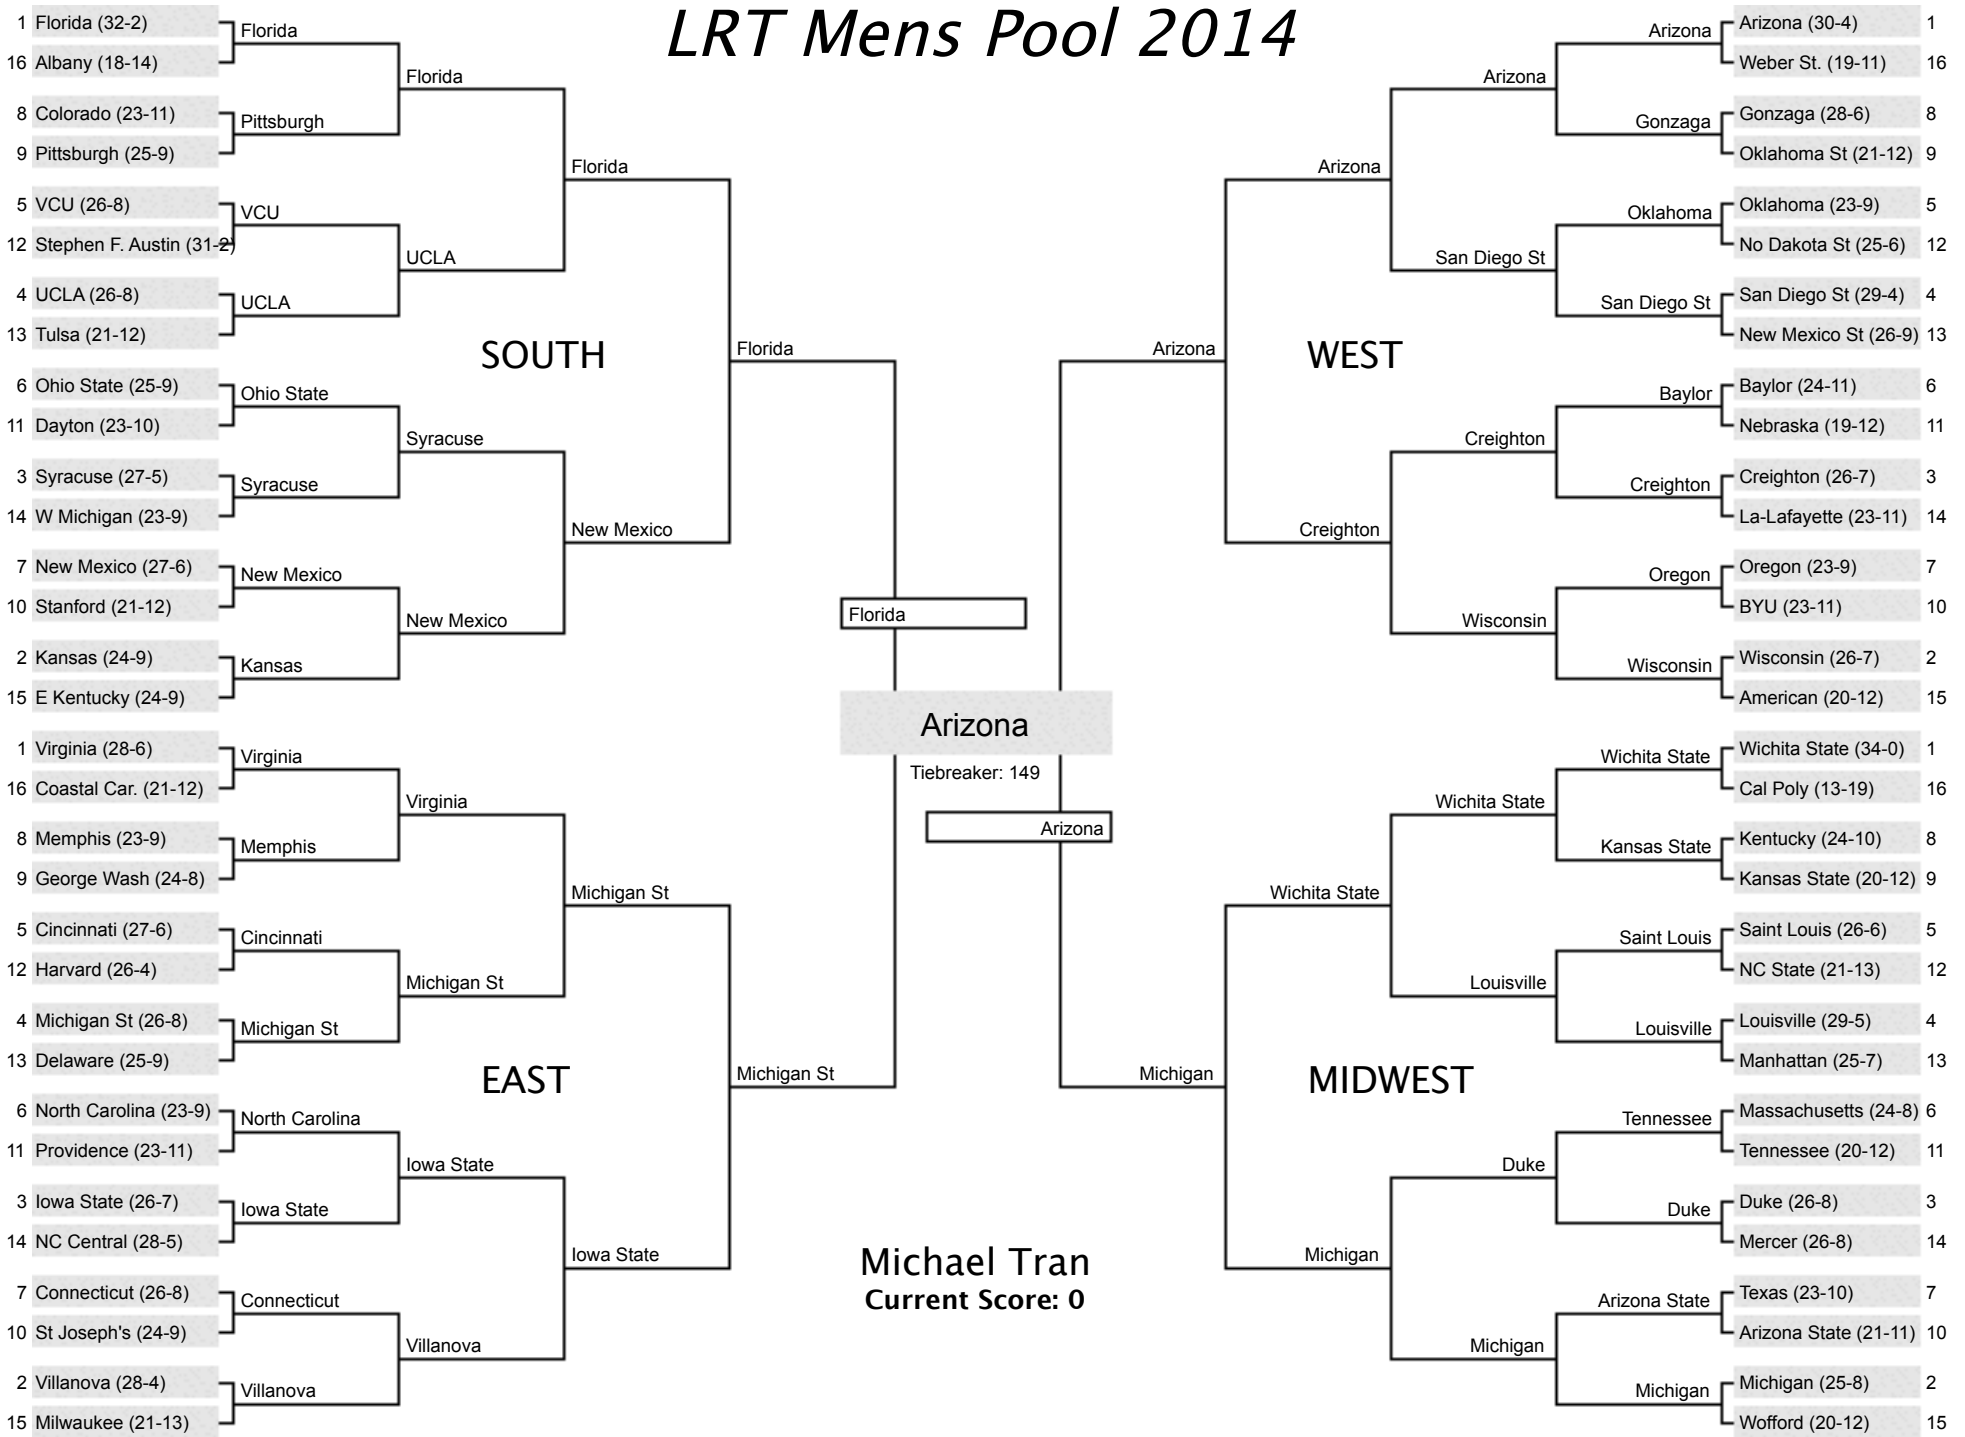 LRT Mens Pool 2014
1 Florida (32-2)
Florida
16 Albany (18-14)
Florida
8 Colorado (23-11)
Pittsburgh
9 Pittsburgh (25-9)
Florida
5 VCU (26-8)
VCU
12 Stephen F. Austin (31-2)
UCLA
4 UCLA (26-8)
UCLA
13 Tulsa (21-12)
SOUTH
Florida
6 Ohio State (25-9)
Ohio State
11 Dayton (23-10)
Syracuse
3 Syracuse (27-5)
Syracuse
14 W Michigan (23-9)
New Mexico
7 New Mexico (27-6)
New Mexico
10 Stanford (21-12)
New Mexico
2 Kansas (24-9)
Kansas
15 E Kentucky (24-9)
Florida
1 Virginia (28-6)
Virginia
16 Coastal Car. (21-12)
Virginia
8 Memphis (23-9)
Memphis
9 George Wash (24-8)
Michigan St
5 Cincinnati (27-6)
Cincinnati
12 Harvard (26-4)
Michigan St
4 Michigan St (26-8)
Michigan St
13 Delaware (25-9)
EAST
Michigan St
6 North Carolina (23-9)
North Carolina
11 Providence (23-11)
Iowa State
3 Iowa State (26-7)
Iowa State
14 NC Central (28-5)
Iowa State
7 Connecticut (26-8)
Connecticut
10 St Joseph's (24-9)
Villanova
2 Villanova (28-4)
Villanova
15 Milwaukee (21-13)
Arizona
Tiebreaker: 149
Arizona
Michael Tran
Current Score: 0
Arizona (30-4) 1
Arizona
Weber St. (19-11) 16
Arizona
Gonzaga (28-6) 8
Gonzaga
Oklahoma St (21-12) 9
Arizona
Oklahoma (23-9) 5
Oklahoma
No Dakota St (25-6) 12
San Diego St
San Diego St (29-4) 4
San Diego St
New Mexico St (26-9) 13
Arizona
WEST
Baylor (24-11) 6
Baylor
Nebraska (19-12) 11
Creighton
Creighton (26-7) 3
Creighton
La-Lafayette (23-11) 14
Creighton
Oregon (23-9) 7
Oregon
BYU (23-11) 10
Wisconsin
Wisconsin (26-7) 2
Wisconsin
American (20-12) 15
Wichita State (34-0) 1
Wichita State
Cal Poly (13-19) 16
Wichita State
Kentucky (24-10) 8
Kansas State
Kansas State (20-12) 9
Wichita State
Saint Louis (26-6) 5
Saint Louis
NC State (21-13) 12
Louisville
Louisville (29-5) 4
Louisville
Manhattan (25-7) 13
Michigan
MIDWEST
Massachusetts (24-8) 6
Tennessee
Tennessee (20-12) 11
Duke
Duke (26-8) 3
Duke
Mercer (26-8) 14
Michigan
Texas (23-10) 7
Arizona State
Arizona State (21-11) 10
Michigan
Michigan (25-8) 2
Michigan
Wofford (20-12) 15